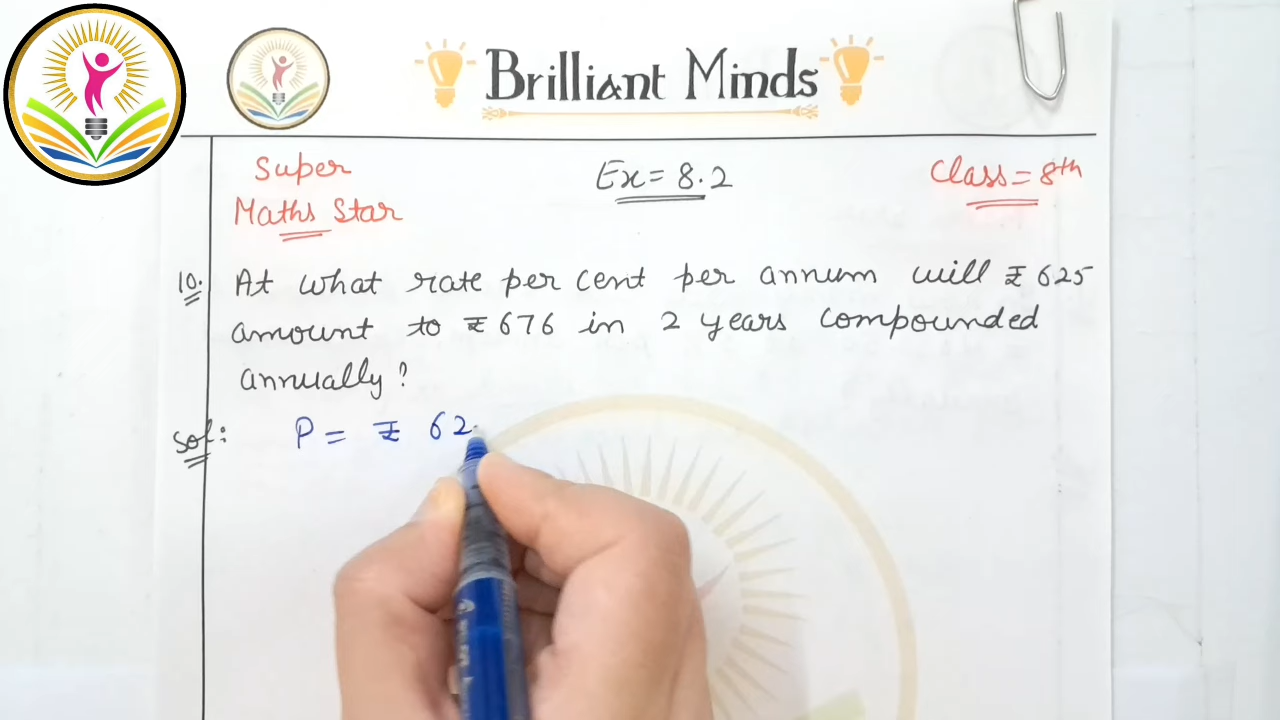 Brilliant Minds
Super
Maths Star
Ex = 8.2
Class = 8th
10. At what rate per cent per annum will ₹ 625
amount to ₹ 676 in 2 years compounded
annually?
Sol: P = ₹ 62